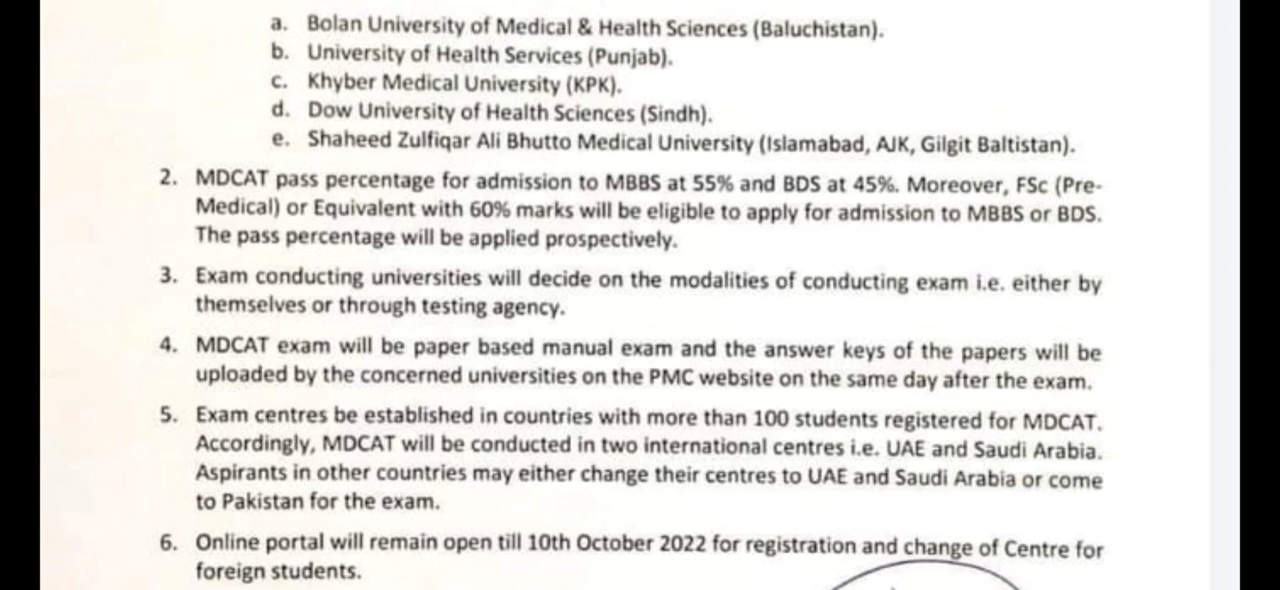 a. Bolan University of Medical & Health Sciences (Baluchistan).
b. University of Health Services (Punjab).
c. Khyber Medical University (KPK).
d. Dow University of Health Sciences (Sindh).
e. Shaheed Zulfiqar Ali Bhutto Medical University (Islamabad, AJK, Gilgit Baltistan).
2. MDCAT pass percentage for admission to MBBS at 55% and BDS at 45%. Moreover, FSc (Pre-
Medical) or Equivalent with 60% marks will be eligible to apply for admission to MBBS or BDS.
The pass percentage will be applied prospectively.
3. Exam conducting universities will decide on the modalities of conducting exam i.e. either by
themselves or through testing agency.
4. MDCAT exam will be paper based manual exam and the answer keys of the papers will be
uploaded by the concerned universities on the PMC website on the same day after the exam.
5. Exam centres be established in countries with more than 100 students registered for MDCAT.
Accordingly, MDCAT will be conducted in two international centres i.e. UAE and Saudi Arabia.
Aspirants in other countries may either change their centres to UAE and Saudi Arabia or come
to Pakistan for the exam.
6. Online portal will remain open till 10th October 2022 for registration and change of Centre for
foreign students.